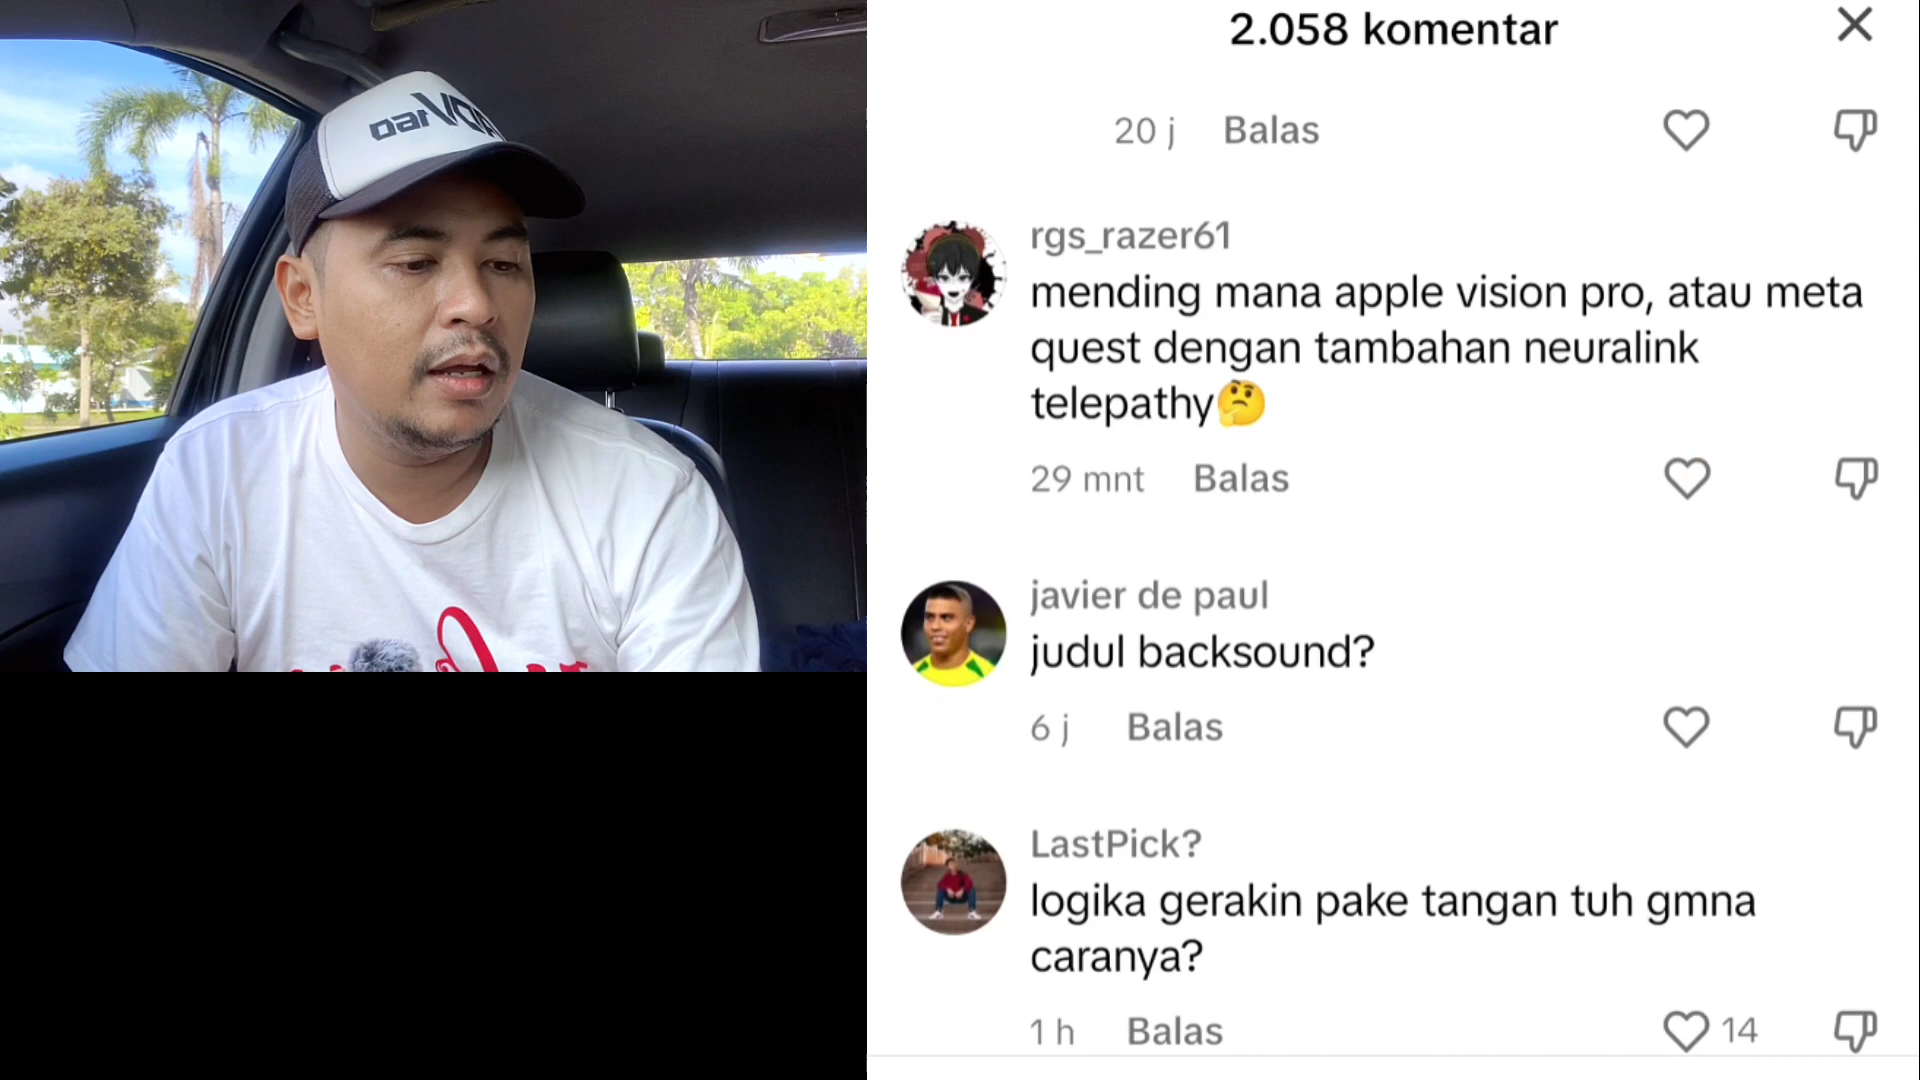 2.058 komentar
20 j Balas
rgs_razer61
mending mana apple vision pro, atau meta
quest dengan tambahan neuralink
telepathy🤔
29 mnt Balas
javier de paul
judul backsound?
6 j Balas
LastPick?
logika gerakin pake tangan tuh gmna
caranya?
1 h Balas 14